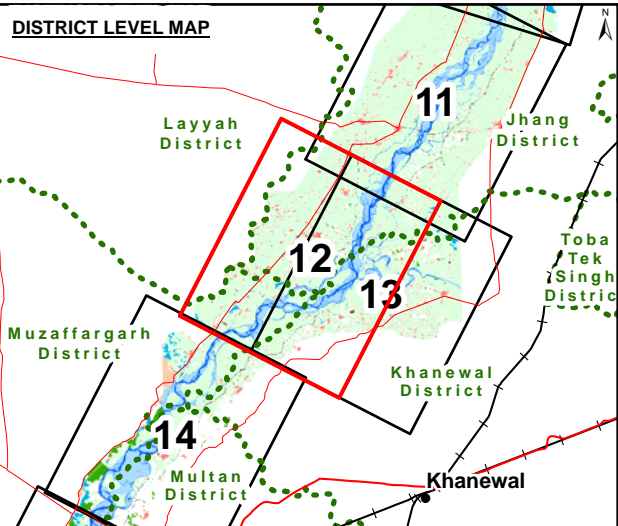 DISTRICT LEVEL MAP
N
11
Layyah
District
Jhang
District
12
13
Toba
Tek
Singh
Distric
Muzaffargarh
District
Khanewal
District
14
Multan
District
Khanewal